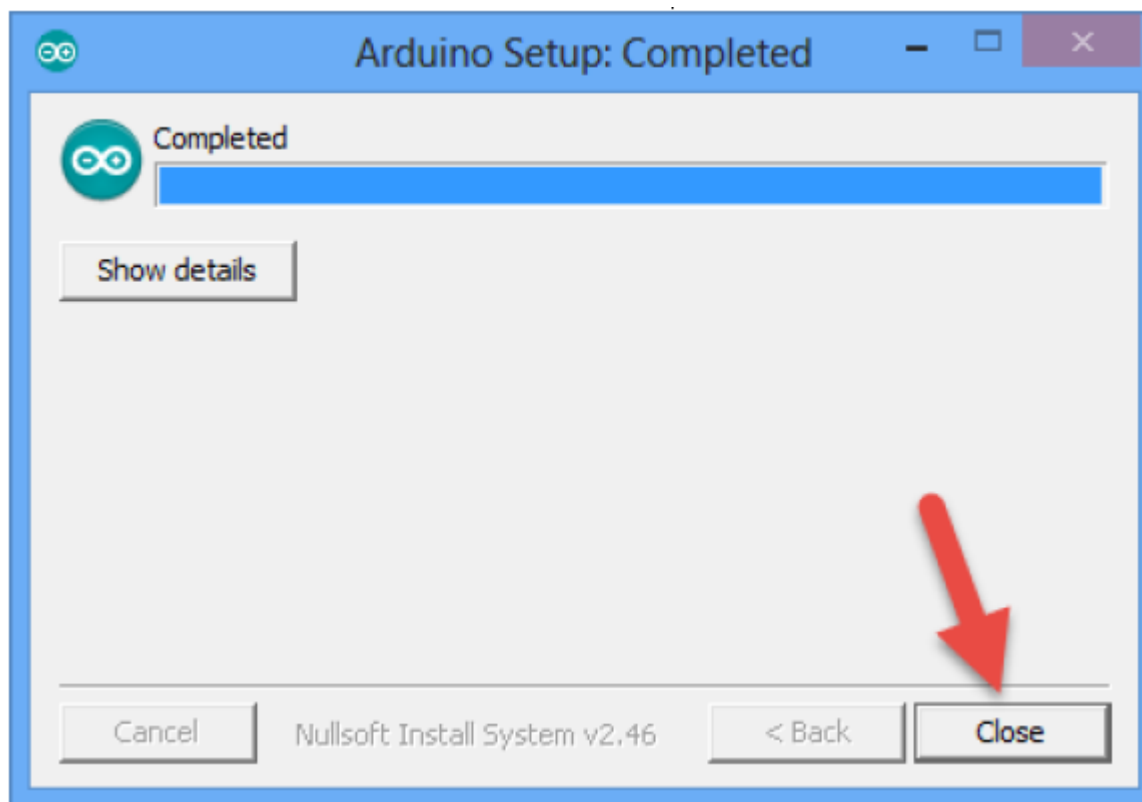 Arduino Setup: Completed
Completed
Show details
Cancel
Nullsoft Install System v2.46
< Back
Close